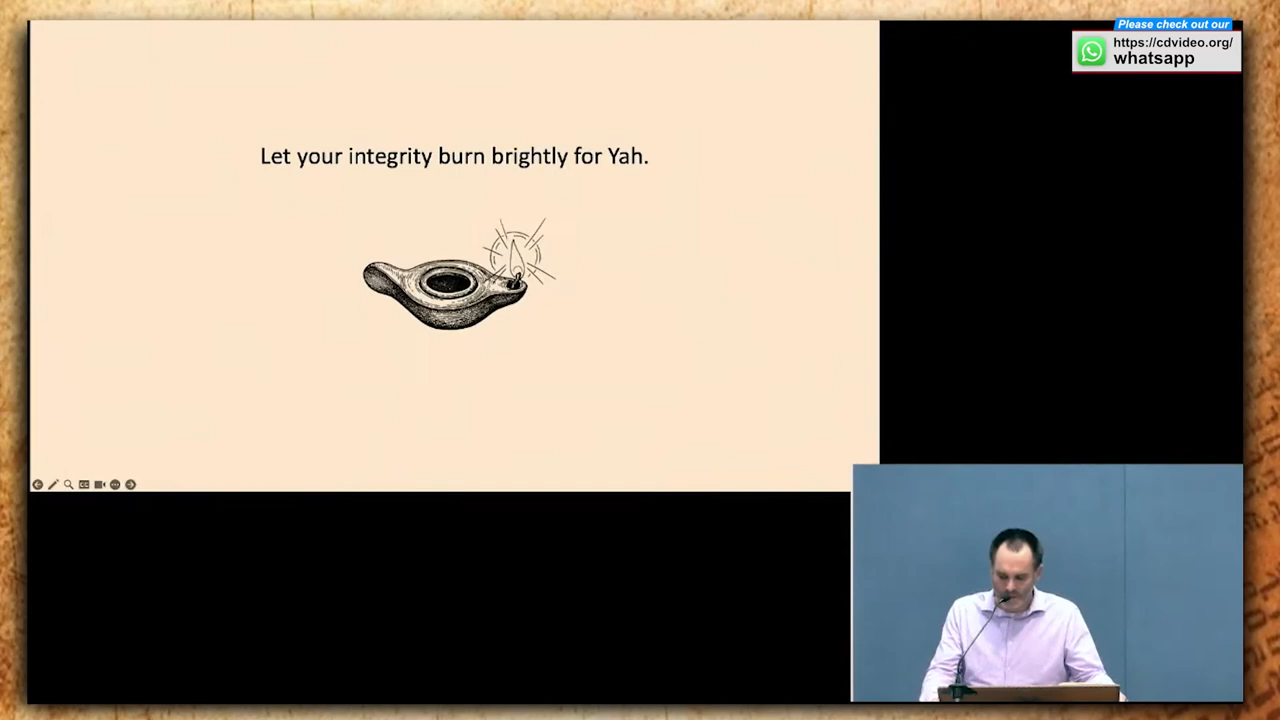 Please check out our
https://cdvideo.org/
whatsapp
Let your integrity burn brightly for Yah.